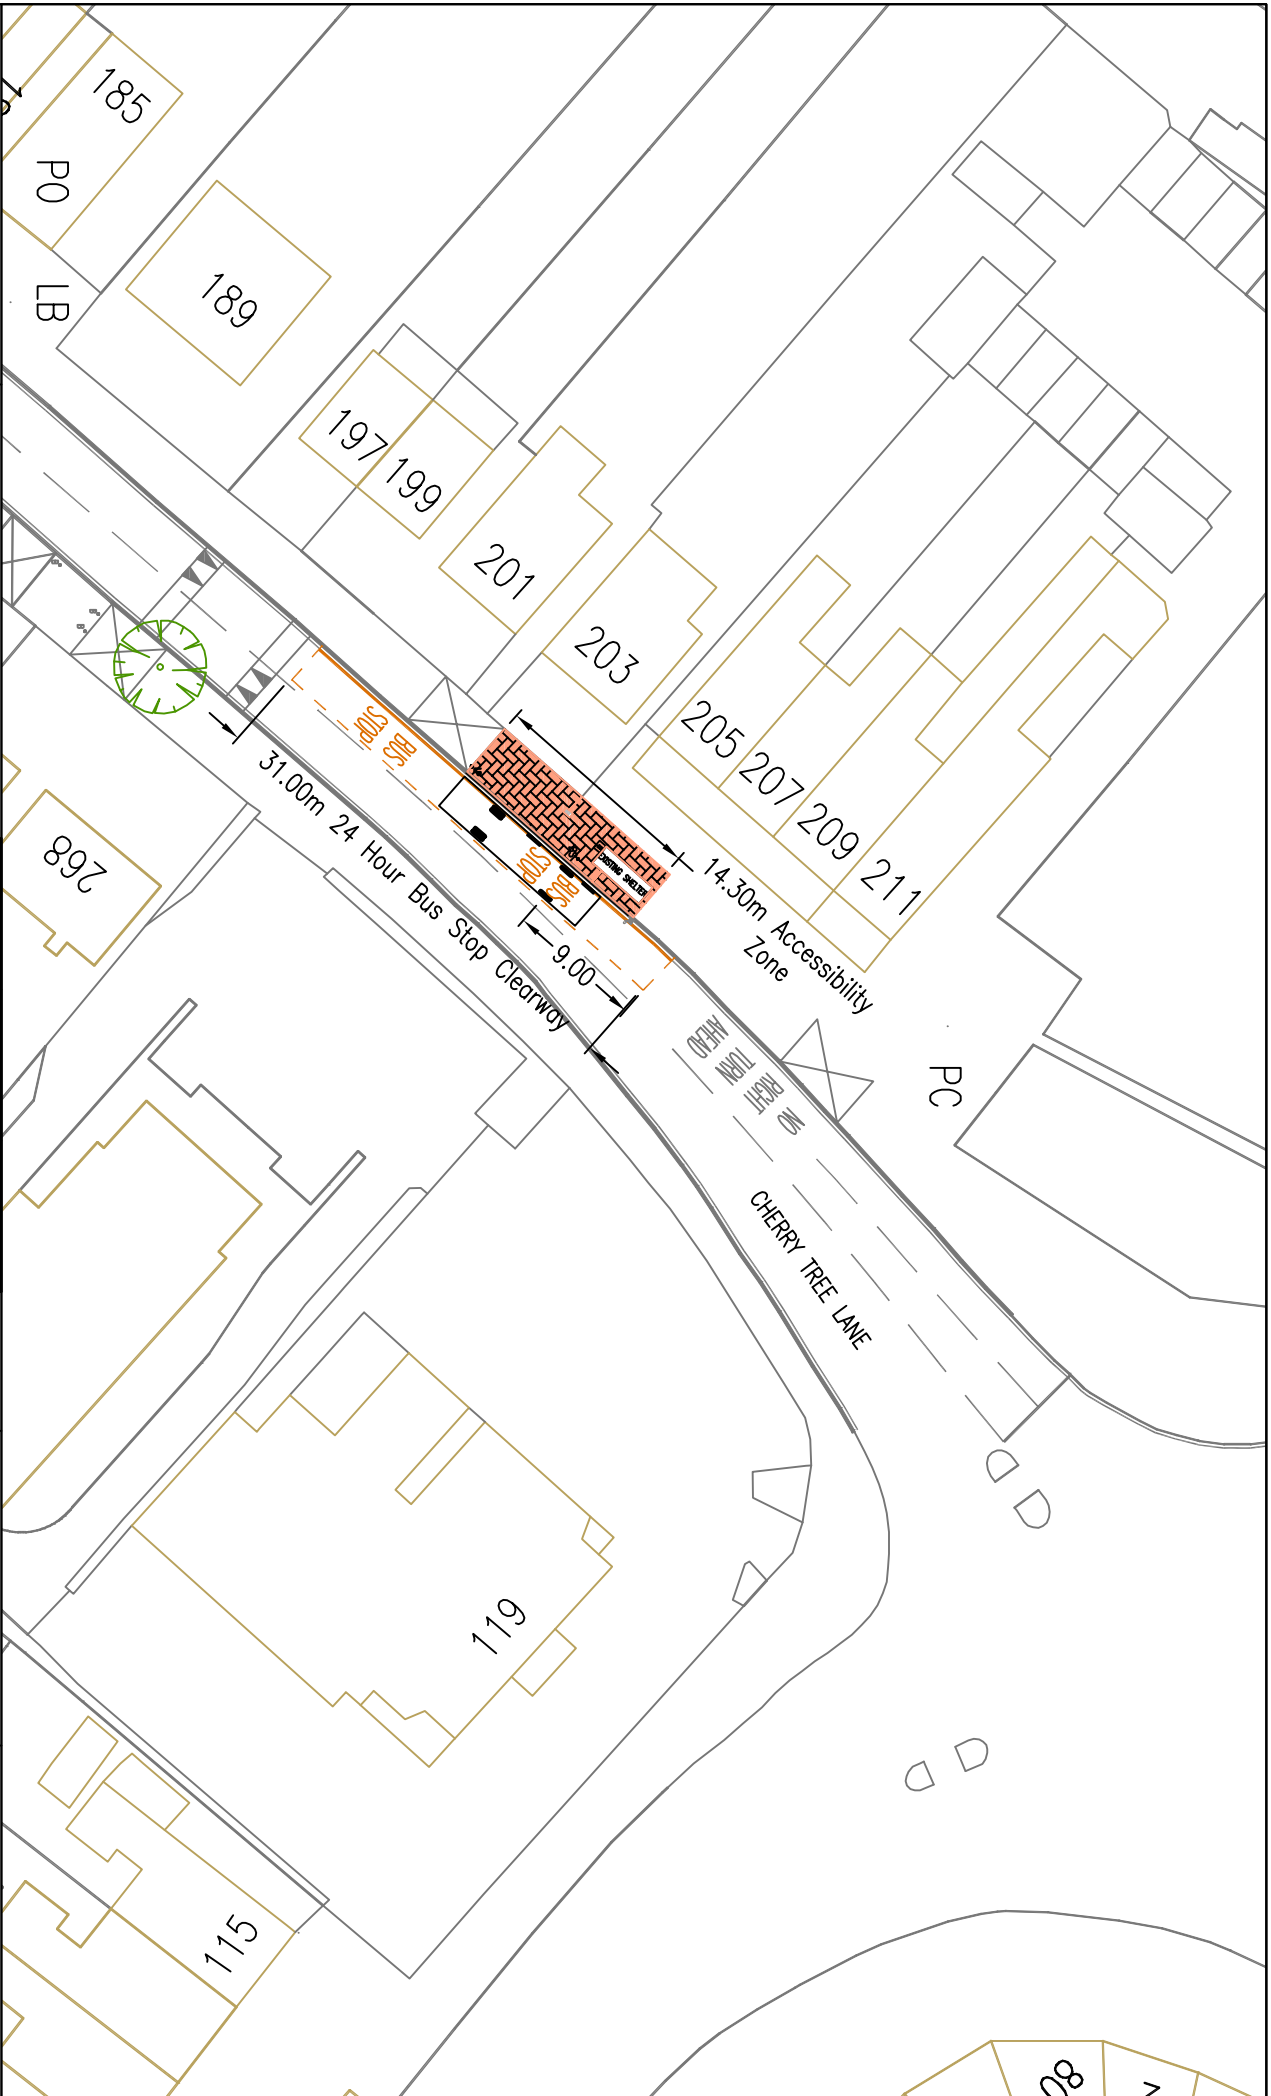 185
PO
LB
189
197
199
201
203
205
207
209
211
BUS
STOP
BUS
STOP
EXISTING SHELTER
31.00m 24 Hour Bus Stop Clearway
14.30m Accessibility
Zone
9.00
268
PC
NO
RIGHT
TURN
AHEAD
CHERRY TREE LANE
119
115